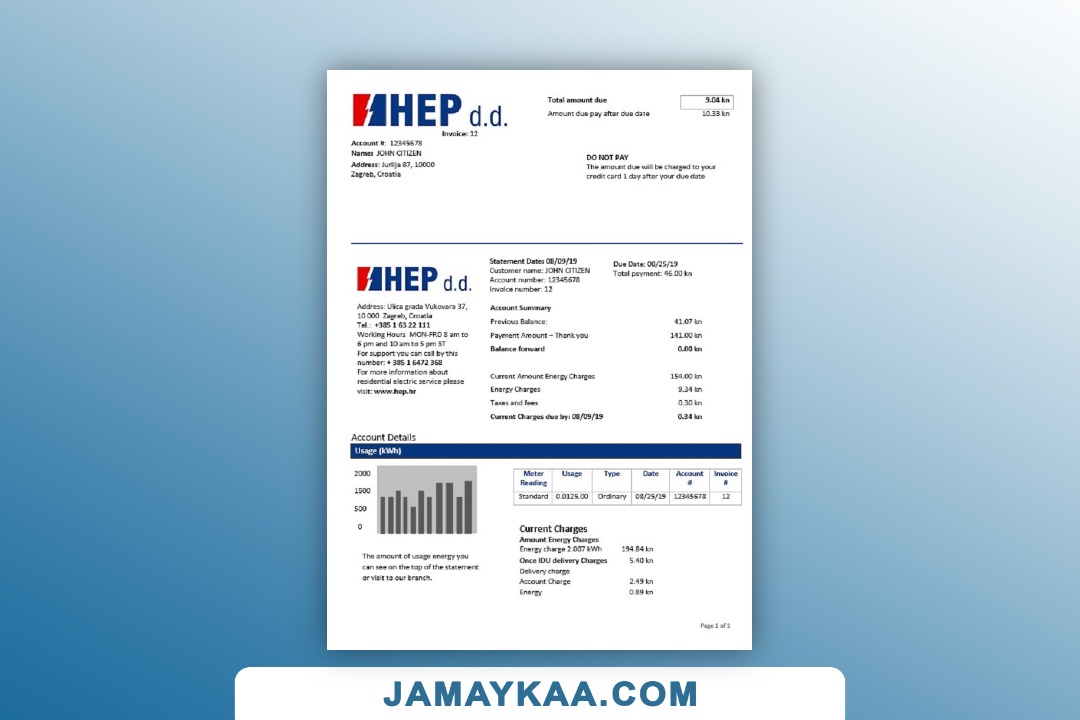 HEP d.d.
Invoice: 12
Account #: 12345678
Name: JOHN CITIZEN
Address: Jurilja 87, 10000
Zagreb, Croatia
Total amount due 9.04 kn
Amount due pay after due date 10.33 kn
DO NOT PAY
The amount due will be charged to your
credit card 1 day after your due date
HEP d.d.
Address: Ulica grada Vukovara 37,
10 000 Zagreb, Croatia
Tel.: +385 1 63 22 111
Working Hours MON-FRD 8 am to
6 pm and 10 am to 5 pm ST
For support you can call by this
number: + 385 1 6472 368
For more information about
residential electric service please
visit: www.hep.hr
Statement Date: 08/09/19
Customer name: JOHN CITIZEN
Account number: 12345678
Invoice number: 12
Due Date: 08/25/19
Total payment: 46.00 kn
Account Summary
Previous Balance: 41.07 kn
Payment Amount – Thank you 141.00 kn
Balance forward 0.00 kn
Current Amount Energy Charges 154.00 kn
Energy Charges 9.34 kn
Taxes and fees 0.30 kn
Current Charges due by: 08/09/19 0.34 kn
Account Details
Usage (kWh)
2000
1500
500
0
The amount of usage energy you
can see on the top of the statement
or visit to our branch.
Meter Reading Usage Type Date Account # Invoice #
Standard 0.0125.00 Ordinary 08/25/19 12345678 12
Current Charges
Amount Energy Charges
Energy charge 2.007 kWh 194.84 kn
Once IDU delivery Charges 5.40 kn
Delivery charge
Account Charge 2.49 kn
Energy 0.89 kn
Page 1 of 1
JAMAYKAA.COM